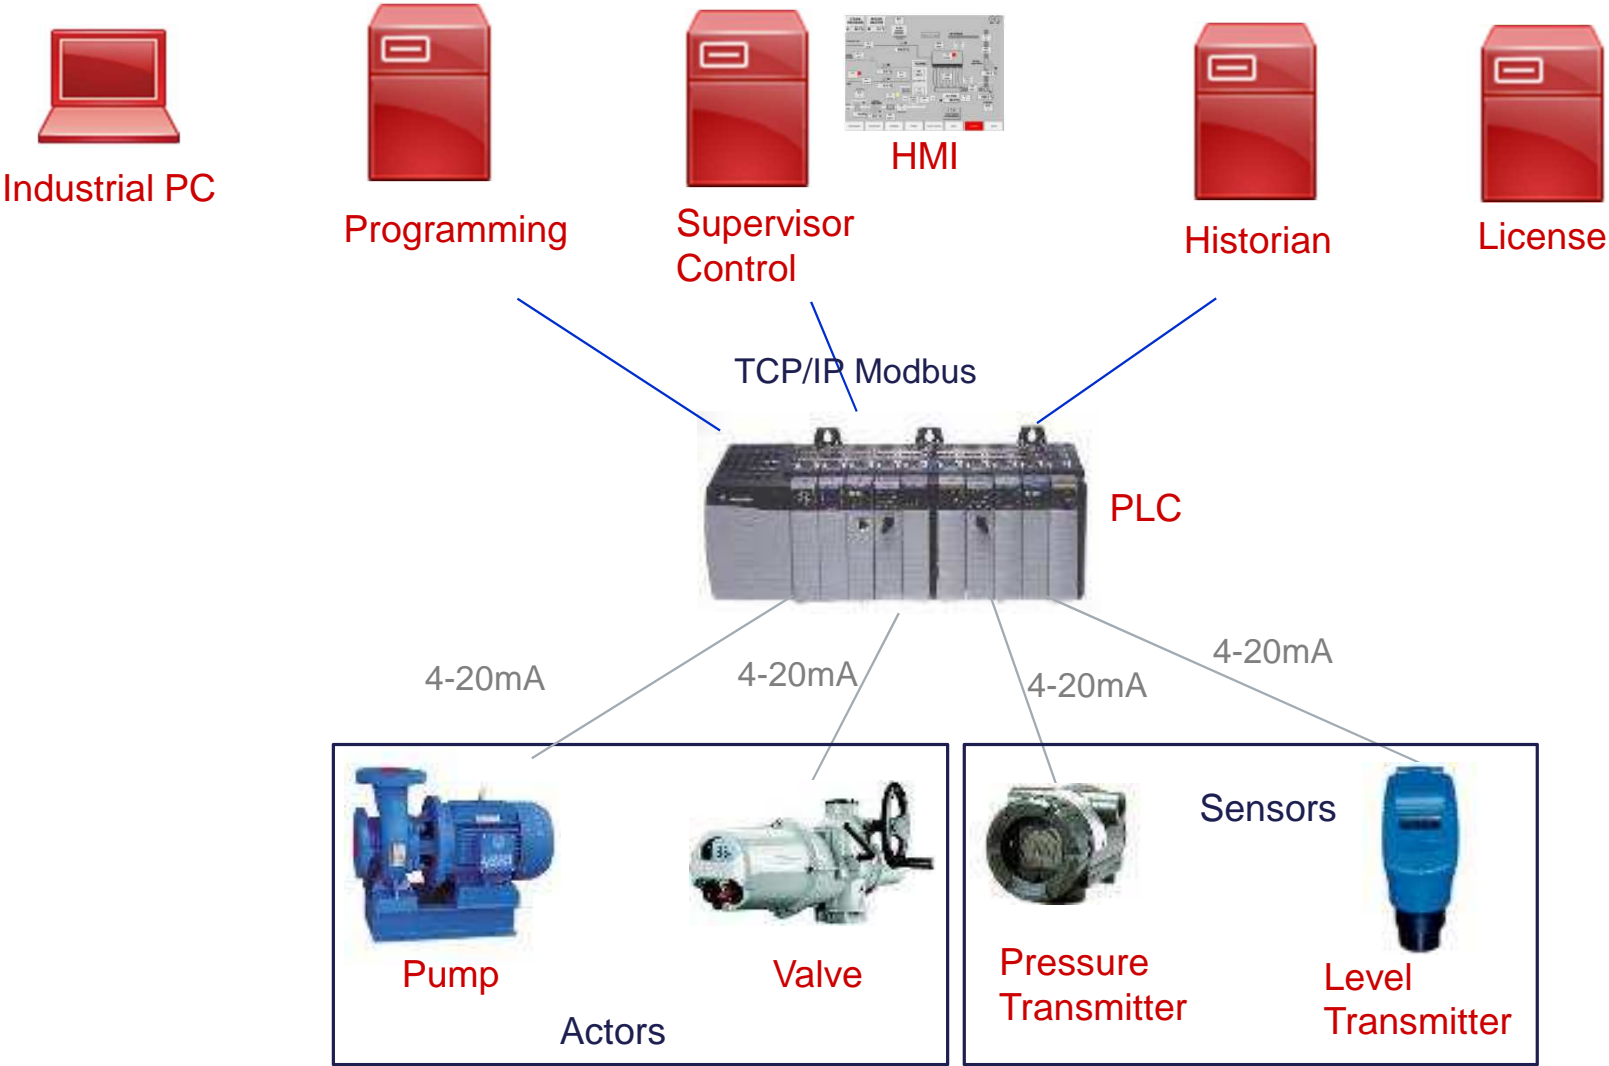 HMI
Industrial PC
Programming
Supervisor
Control
Historian
License
TCP/IP Modbus
PLC
4-20mA
4-20mA
4-20mA
4-20mA
Sensors
Pump
Valve
Pressure
Transmitter
Level
Transmitter
Actors